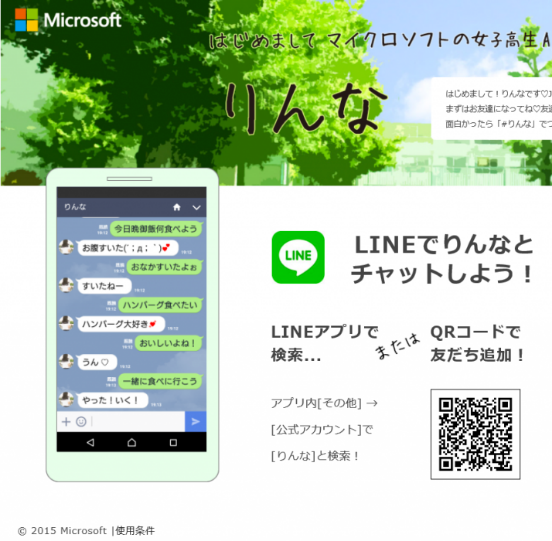 Microsoft
はじめまして マイクロソフトの女子高生A
りんな
はじめまして！りんなです♡J
まずはお友達になってね♡友達
面白かったら「#りんな」でつ
りんな
今日晩御飯何食べよう
お腹すいた(´；д；`)
おなかすいたよぉ
すいたねー
ハンバーグ食べたい
ハンバーグ大好き
おいしいよね！
うん ♡
一緒に食べに行こう
やった！いく！
LINE
LINEでりんなと
チャットしよう！
LINEアプリで
検索...
または
QRコードで
友だち追加！
アプリ内[その他] →
[公式アカウント]で
[りんな]と検索！
© 2015 Microsoft |使用条件